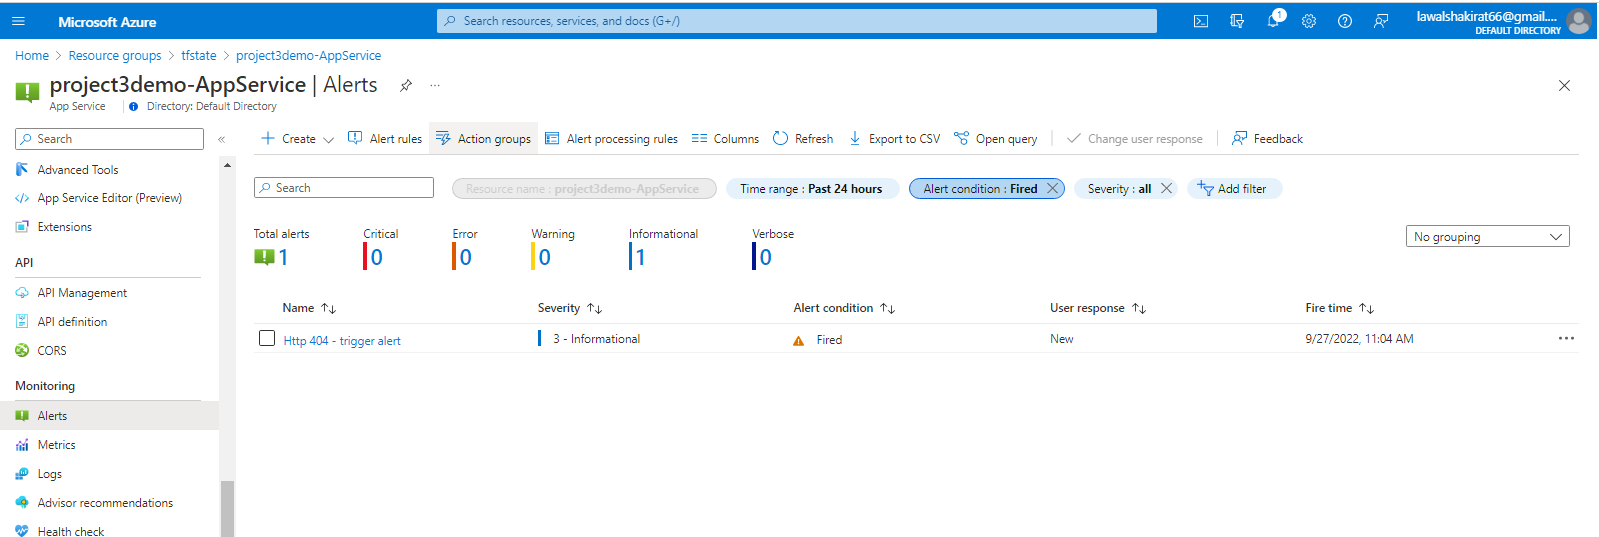 Microsoft Azure
Search resources, services, and docs (G+/)
1
lawalshakirat66@gmail....
DEFAULT DIRECTORY
Home > Resource groups > tfstate > project3demo-AppService
project3demo-AppService | Alerts
...
App Service
Directory: Default Directory
Search
«
Create
Alert rules
Action groups
Alert processing rules
Columns
Refresh
Export to CSV
Open query
Change user response
Feedback
Advanced Tools
App Service Editor (Preview)
Extensions
API
API Management
API definition
CORS
Monitoring
Alerts
Metrics
Logs
Advisor recommendations
Health check
Search
Resource name : project3demo-AppService
Time range : Past 24 hours
Alert condition : Fired
Severity : all
Add filter
Total alerts
1
Critical
0
Error
0
Warning
0
Informational
1
Verbose
0
No grouping
Name ↑↓ Severity ↑↓ Alert condition ↑↓ User response ↑↓ Fire time ↑↓
Http 404 - trigger alert 3 - Informational Fired New 9/27/2022, 11:04 AM ...